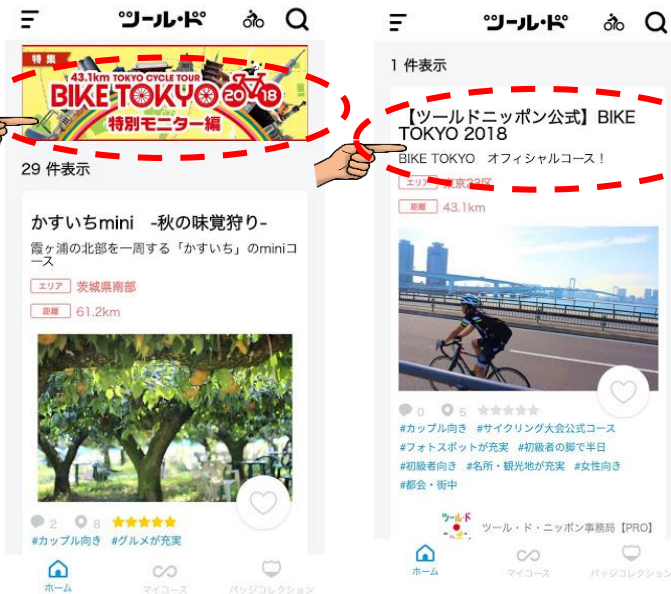 ツール・ド
特集
43.1km TOKYO CYCLE TOUR
BIKE TOKYO 2018
特別モニター編
29 件表示
かすいちmini -秋の味覚狩り-
霞ヶ浦の北部を一周する「かすいち」のminiコ
ース
エリア 茨城県南部
距離 61.2km
2 8
#カップル向き #グルメが充実
ホーム マイコース バッジコレクション
ツール・ド
1 件表示
【ツールドニッポン公式】BIKE
TOKYO 2018
BIKE TOKYO オフィシャルコース！
エリア 東京23区
距離 43.1km
0 5
#カップル向き #サイクリング大会公式コース
#フォトスポットが充実 #初級者の脚で半日
#初級者向き #名所・観光地が充実 #女性向き
#都会・街中
ツール・ド
ツール・ド・ニッポン事務局【PRO】
ホーム マイコース バッジコレクション